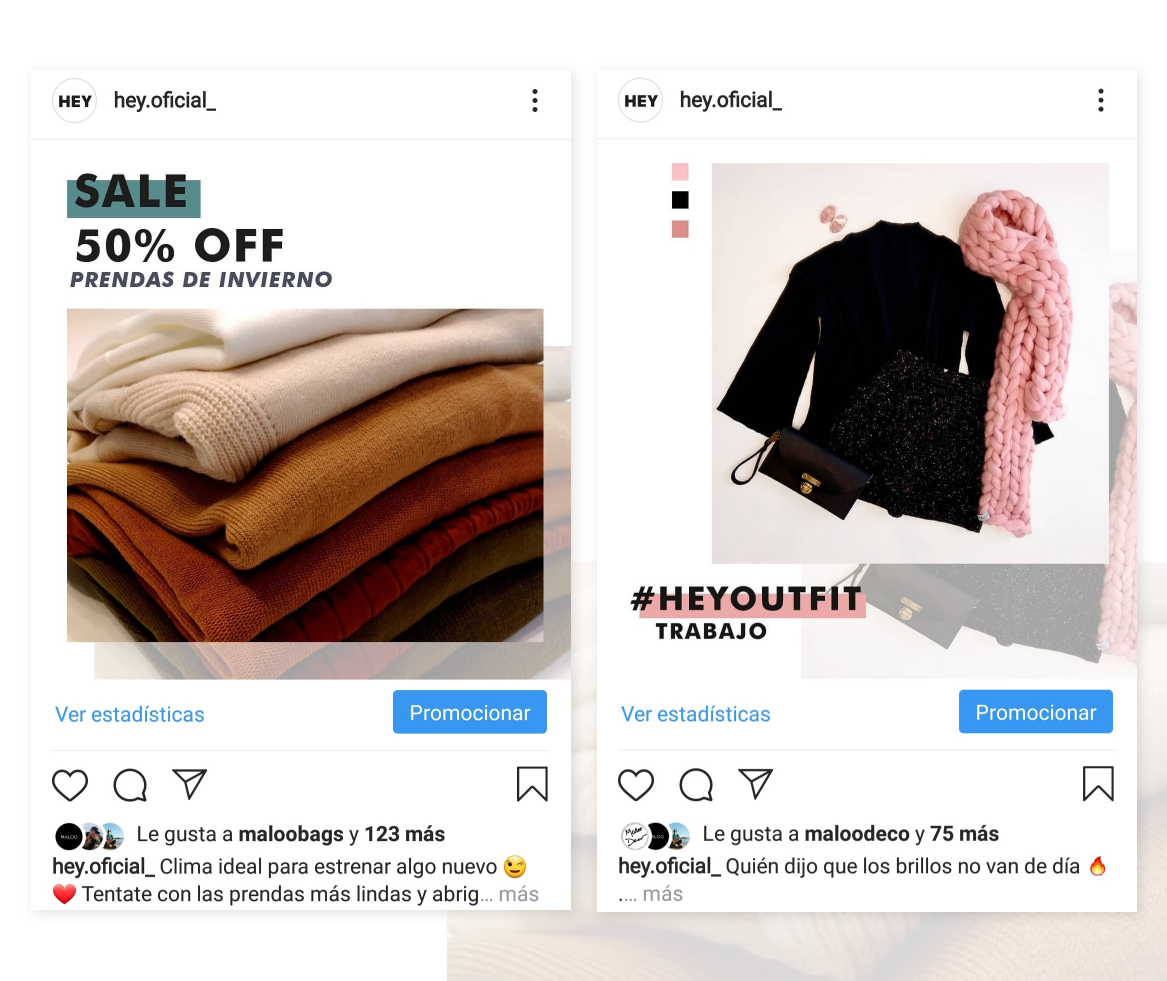 HEY hey.oficial_
SALE
50% OFF
PRENDAS DE INVIERNO
Ver estadísticas Promocionar
MALOO
Le gusta a maloobags y 123 más
hey.oficial_ Clima ideal para estrenar algo nuevo 😉
❤️ Tentate con las prendas más lindas y abrig... más
HEY hey.oficial_
#HEYOUTFIT
TRABAJO
Ver estadísticas Promocionar
Le gusta a maloodeco y 75 más
hey.oficial_ Quién dijo que los brillos no van de día 🔥
.... más